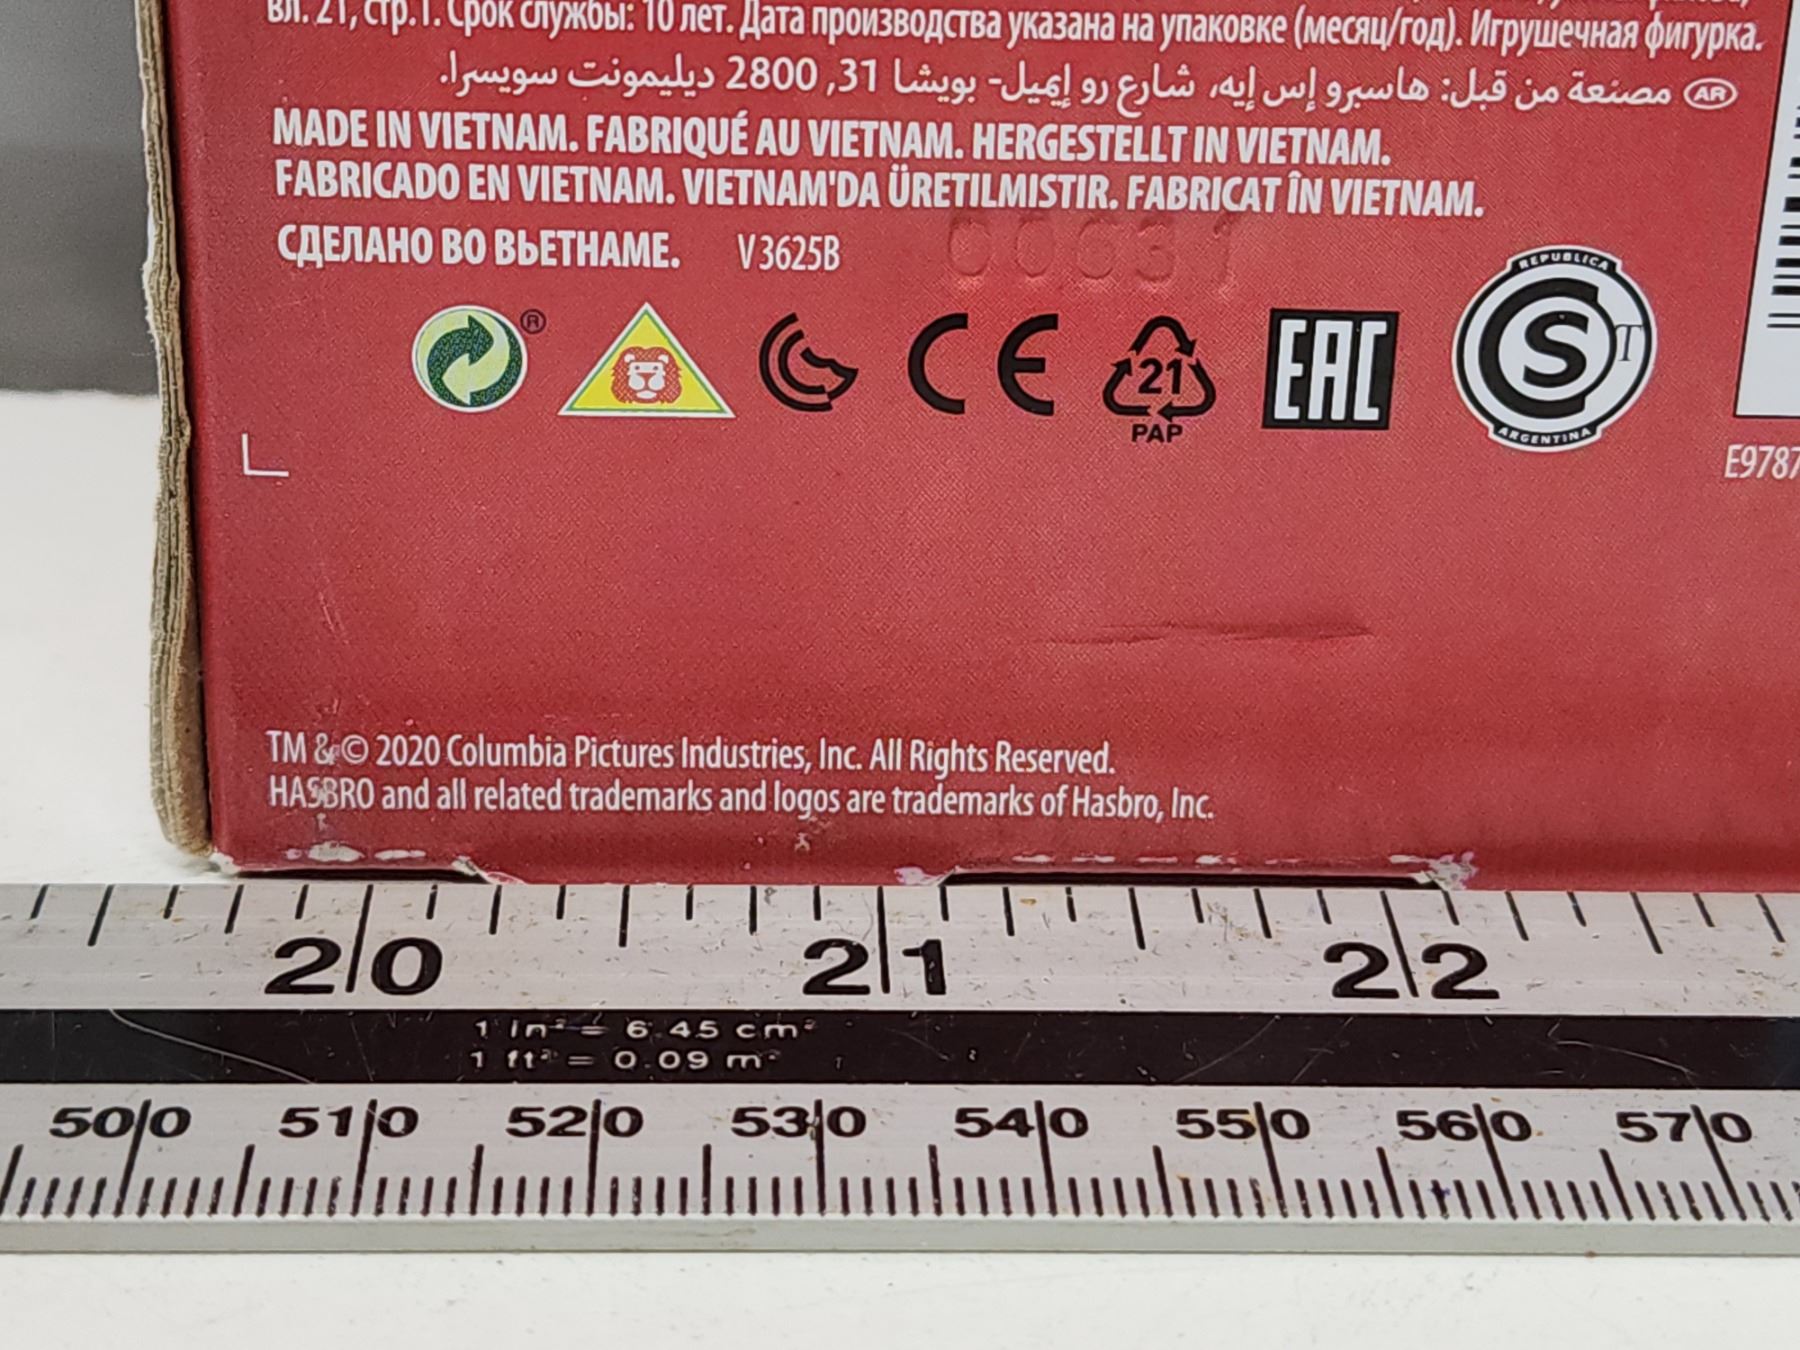 вл. 21, стр.1. Срок службы: 10 лет. Дата производства указана на упаковке (месяц/год). Игрушечная фигурка.
AR مصنعة من قبل: هاسبرو إس إيه، شارع رو إيميل- بويشا 31, 2800 ديليمونت سويسرا.
MADE IN VIETNAM. FABRIQUÉ AU VIETNAM. HERGESTELLT IN VIETNAM.
FABRICADO EN VIETNAM. VIETNAM'DA ÜRETILMISTIR. FABRICAT ÎN VIETNAM.
СДЕЛАНО ВО ВЬЕТНАМЕ. V3625B 00631
® CE 21 PAP EAC REPUBLICA S T ARGENTINA
E9787
TM & © 2020 Columbia Pictures Industries, Inc. All Rights Reserved.
HASBRO and all related trademarks and logos are trademarks of Hasbro, Inc.
20 21 22
1 in² = 6.45 cm²
1 ft² = 0.09 m²
500 510 520 530 540 550 560 570